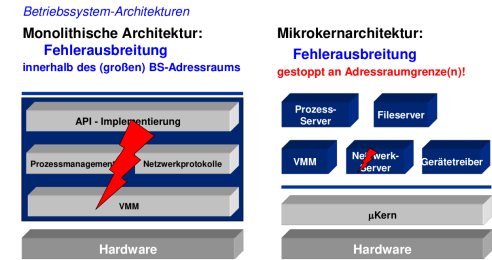 Betriebssystem-Architekturen
Monolithische Architektur:
Fehlerausbreitung
innerhalb des (großen) BS-Adressraums
API - Implementierung
Prozessmanagement
Netzwerkprotokolle
VMM
Hardware
Mikrokernarchitektur:
Fehlerausbreitung
gestoppt an Adressraumgrenze(n)!
Prozess-
Server
Fileserver
VMM
Netzwerk-
Server
Gerätetreiber
µKern
Hardware